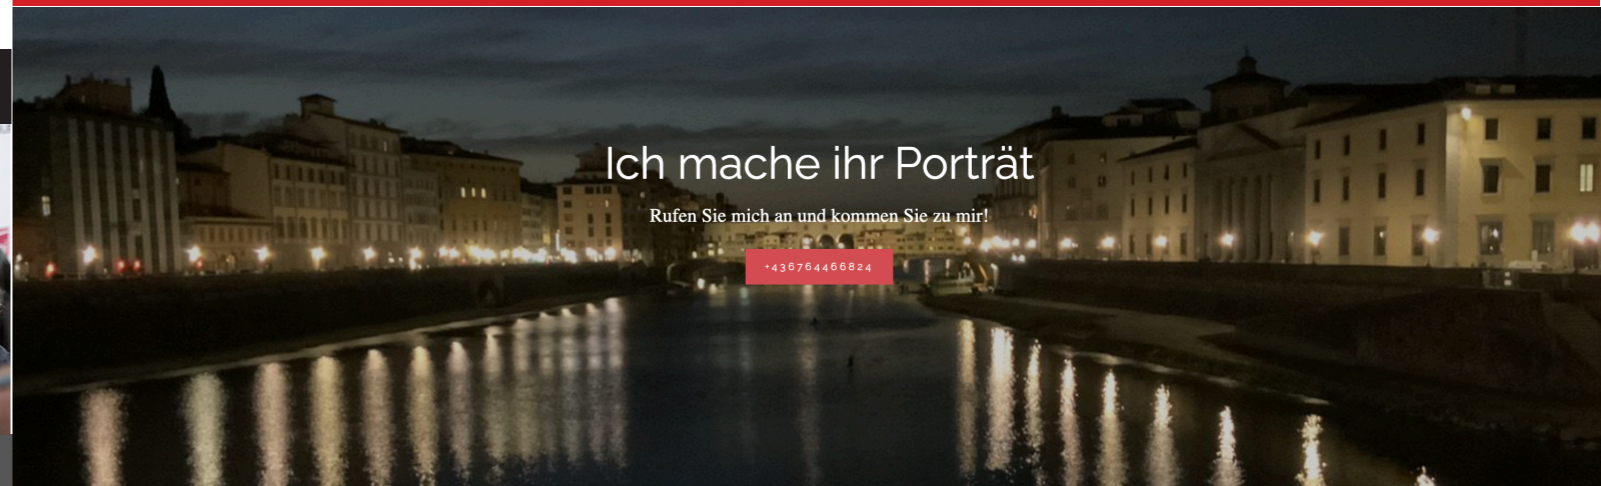 Ich mache ihr Porträt
Rufen Sie mich an und kommen Sie zu mir!
+436764466824